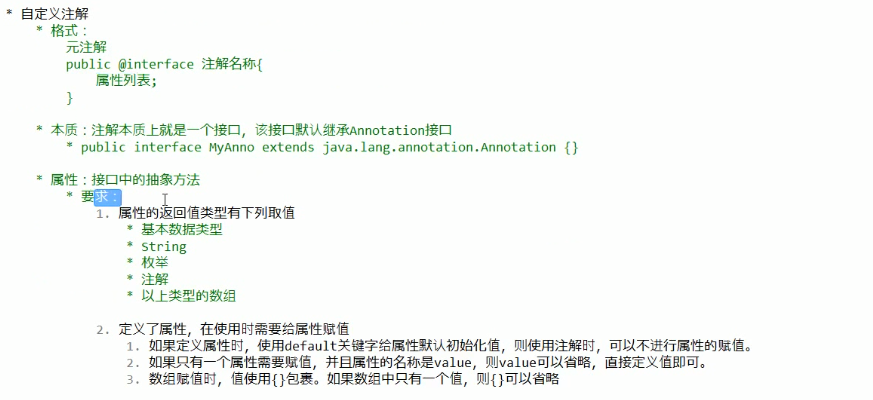 * 自定义注解
* 格式：
元注解
public @interface 注解名称{
属性列表;
}
* 本质：注解本质上就是一个接口，该接口默认继承Annotation接口
* public interface MyAnno extends java.lang.annotation.Annotation {}
* 属性：接口中的抽象方法
* 要求：
1. 属性的返回值类型有下列取值
* 基本数据类型
* String
* 枚举
* 注解
* 以上类型的数组
2. 定义了属性，在使用时需要给属性赋值
1. 如果定义属性时，使用default关键字给属性默认初始化值，则使用注解时，可以不进行属性的赋值。
2. 如果只有一个属性需要赋值，并且属性的名称是value，则value可以省略，直接定义值即可。
3. 数组赋值时，值使用{}包裹。如果数组中只有一个值，则{}可以省略